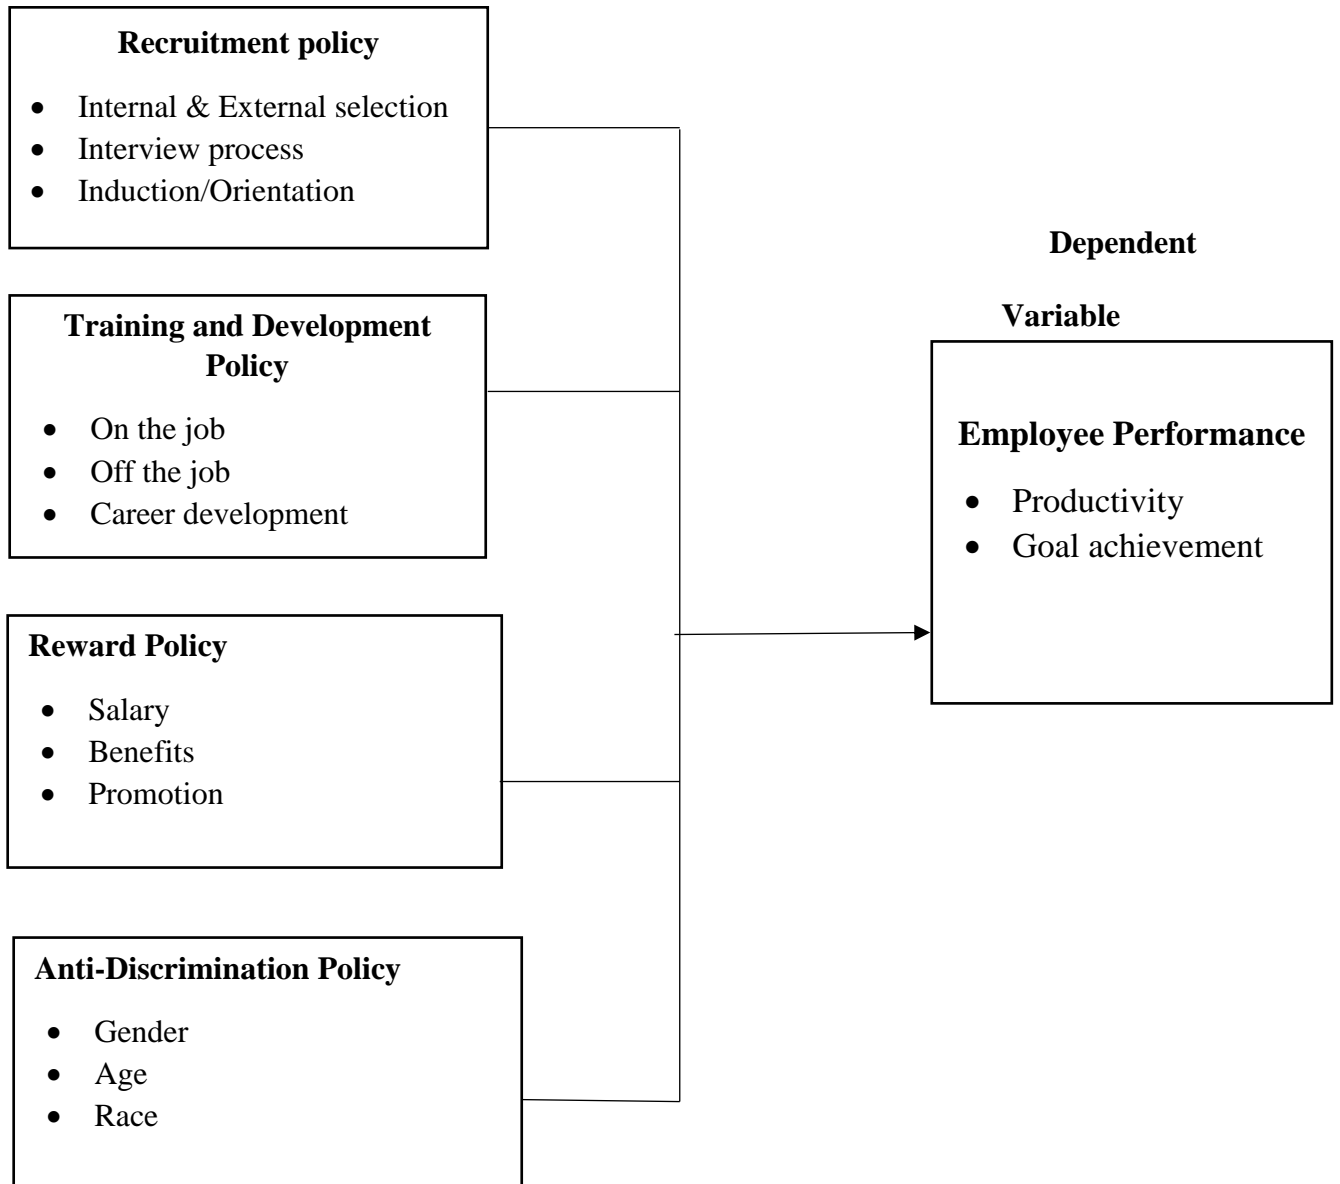 Recruitment policy
• Internal & External selection
• Interview process
• Induction/Orientation
Training and Development
Policy
• On the job
• Off the job
• Career development
Reward Policy
• Salary
• Benefits
• Promotion
Anti-Discrimination Policy
• Gender
• Age
• Race
Dependent
Variable
Employee Performance
• Productivity
• Goal achievement